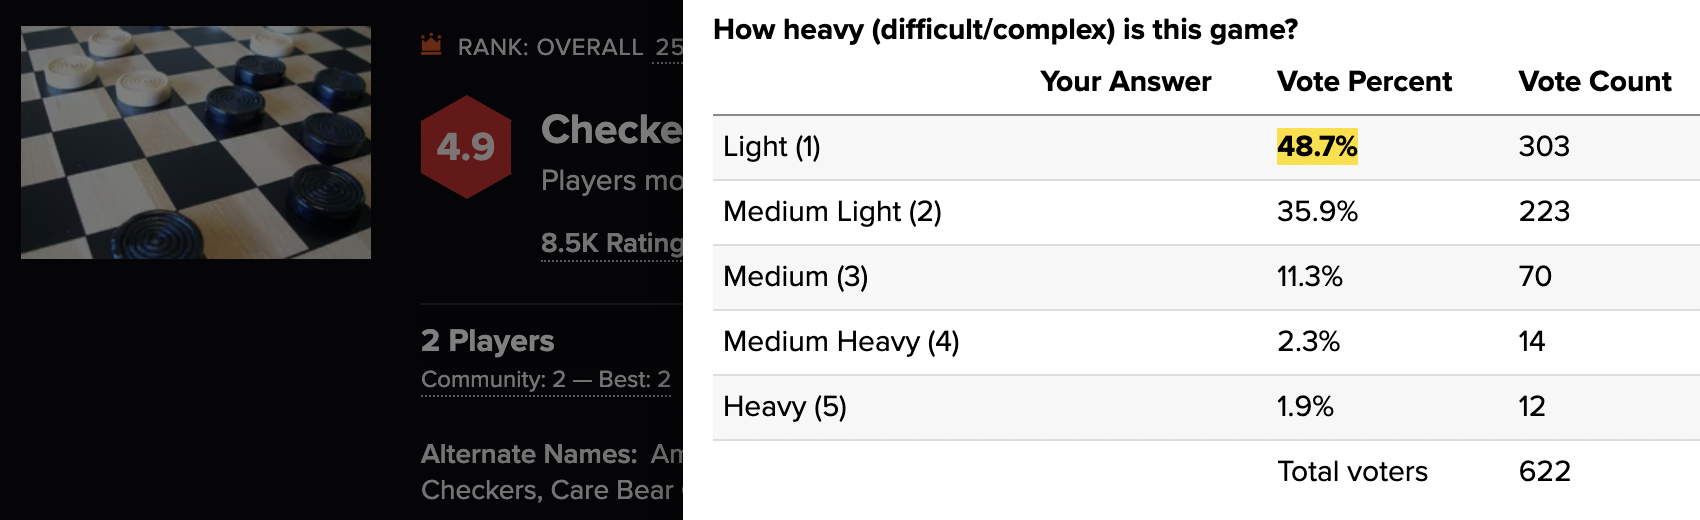 RANK: OVERALL 25
4.9
Checke
Players mo
8.5K Rating
2 Players
Community: 2 — Best: 2
Alternate Names: Am
Checkers, Care Bear
How heavy (difficult/complex) is this game?
Your Answer Vote Percent Vote Count
Light (1) 48.7% 303
Medium Light (2) 35.9% 223
Medium (3) 11.3% 70
Medium Heavy (4) 2.3% 14
Heavy (5) 1.9% 12
Total voters 622